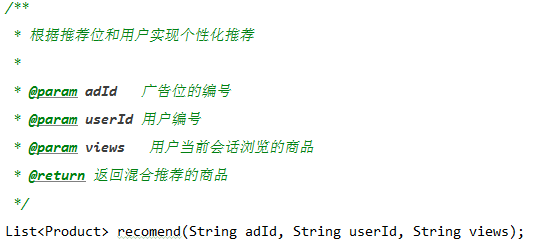 /**
* 根据推荐位和用户实现个性化推荐
*
* @param adId 广告位的编号
* @param userId 用户编号
* @param views 用户当前会话浏览的商品
* @return 返回混合推荐的商品
*/
List<Product> recomend(String adId, String userId, String views);